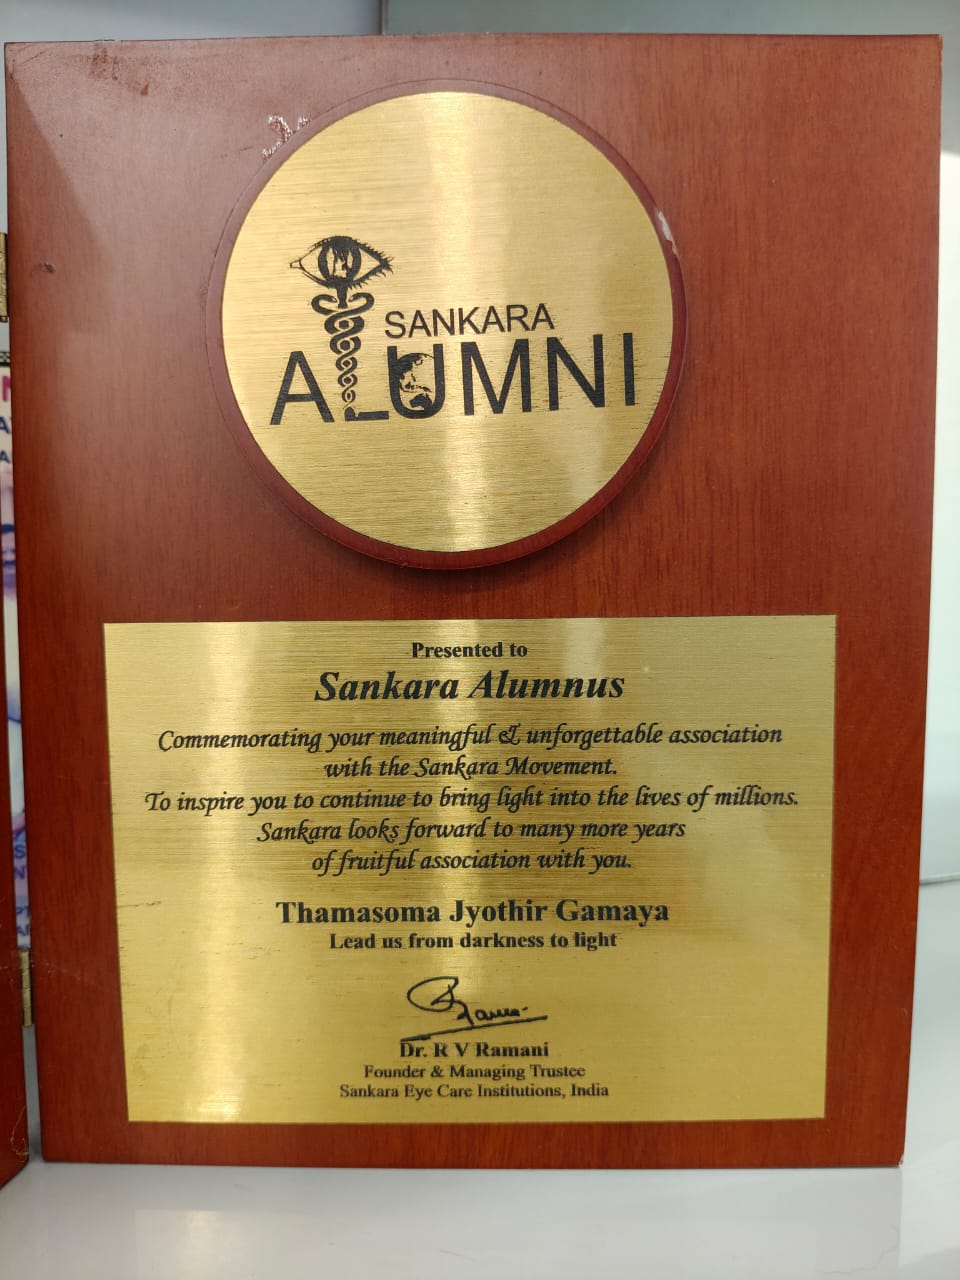 SANKARA
ALUMNI
Presented to
Sankara Alumnus
Commemorating your meaningful & unforgettable association
with the Sankara Movement.
To inspire you to continue to bring light into the lives of millions.
Sankara looks forward to many more years
of fruitful association with you.
Thamasoma Jyothir Gamaya
Lead us from darkness to light
Dr. R V Ramani
Founder & Managing Trustee
Sankara Eye Care Institutions, India